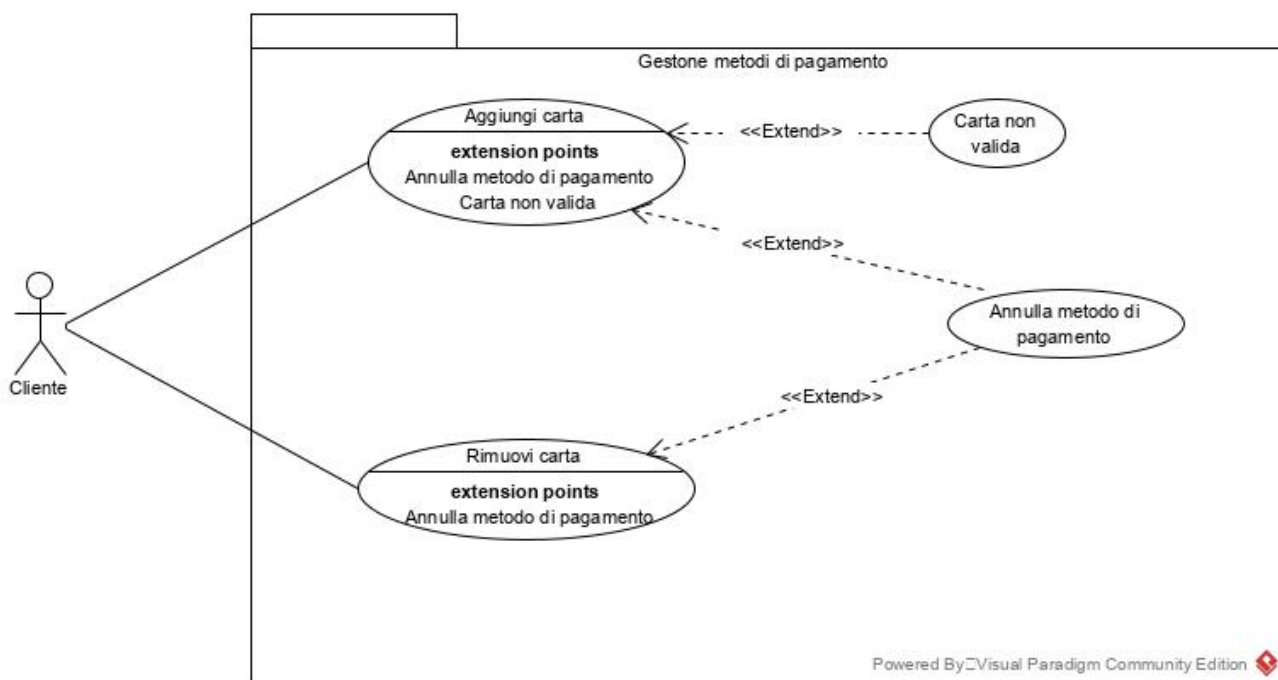 Gestone metodi di pagamento
Aggiungi carta
extension points
Annulla metodo di pagamento
Carta non valida
<<Extend>>
Carta non
valida
<<Extend>>
Annulla metodo di
pagamento
<<Extend>>
Cliente
Rimuovi carta
extension points
Annulla metodo di pagamento
Powered By Visual Paradigm Community Edition